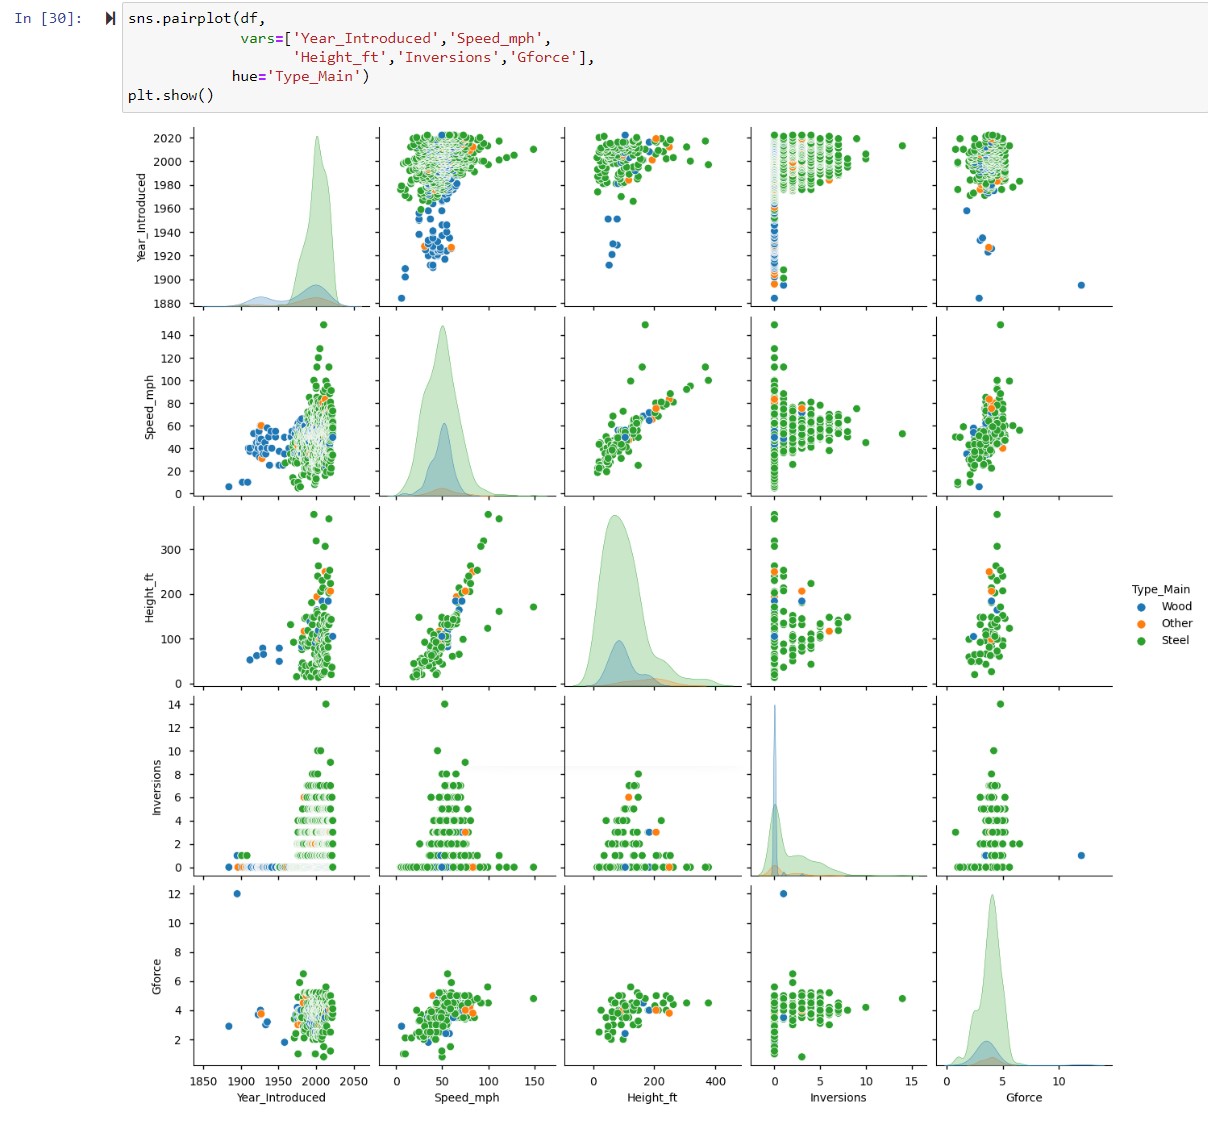 In [30]:
sns.pairplot(df,
vars=['Year_Introduced','Speed_mph',
'Height_ft','Inversions','Gforce'],
hue='Type_Main')
plt.show()
2020
2000
1980
1960
1940
1920
1900
1880
Year_Introduced
140
120
100
80
60
40
20
0
Speed_mph
300
200
100
0
Height_ft
Type_Main
Wood
Other
Steel
14
12
10
8
6
4
2
0
Inversions
12
10
8
6
4
2
Gforce
1850 1900 1950 2000 2050
Year_Introduced
0 50 100 150
Speed_mph
0 200 400
Height_ft
0 5 10 15
Inversions
0 5 10
Gforce